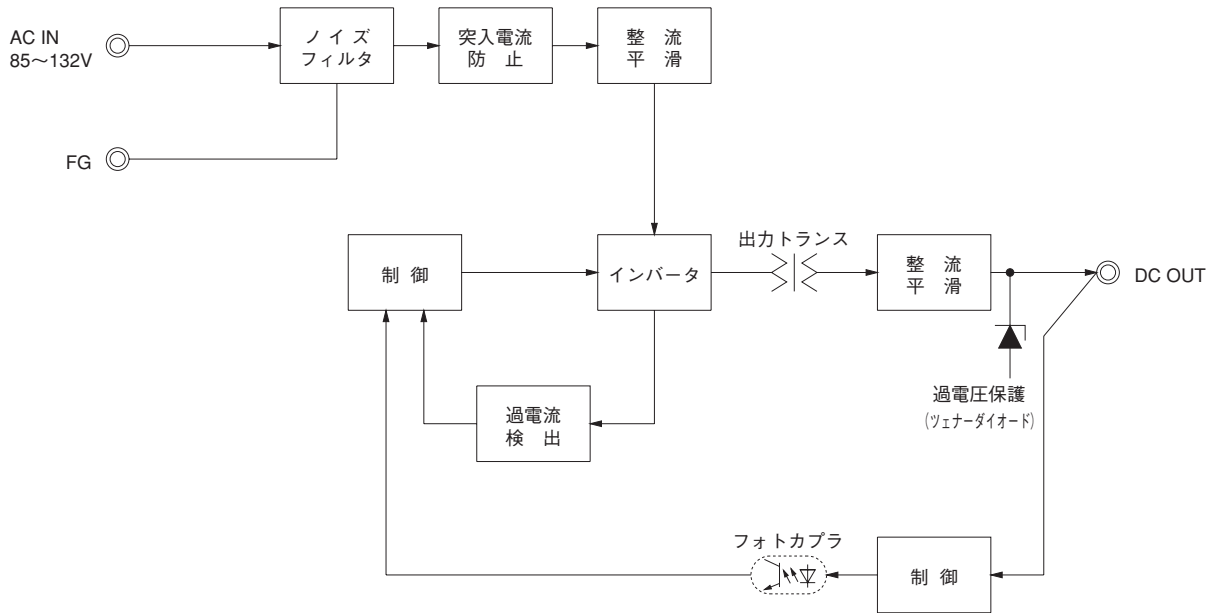 AC IN
85～132V
ノイズ
フィルタ
突入電流
防止
整流
平滑
FG
制御
インバータ
出力トランス
整流
平滑
DC OUT
過電流
検出
過電圧保護
(ツェナーダイオード)
フォトカプラ
制御